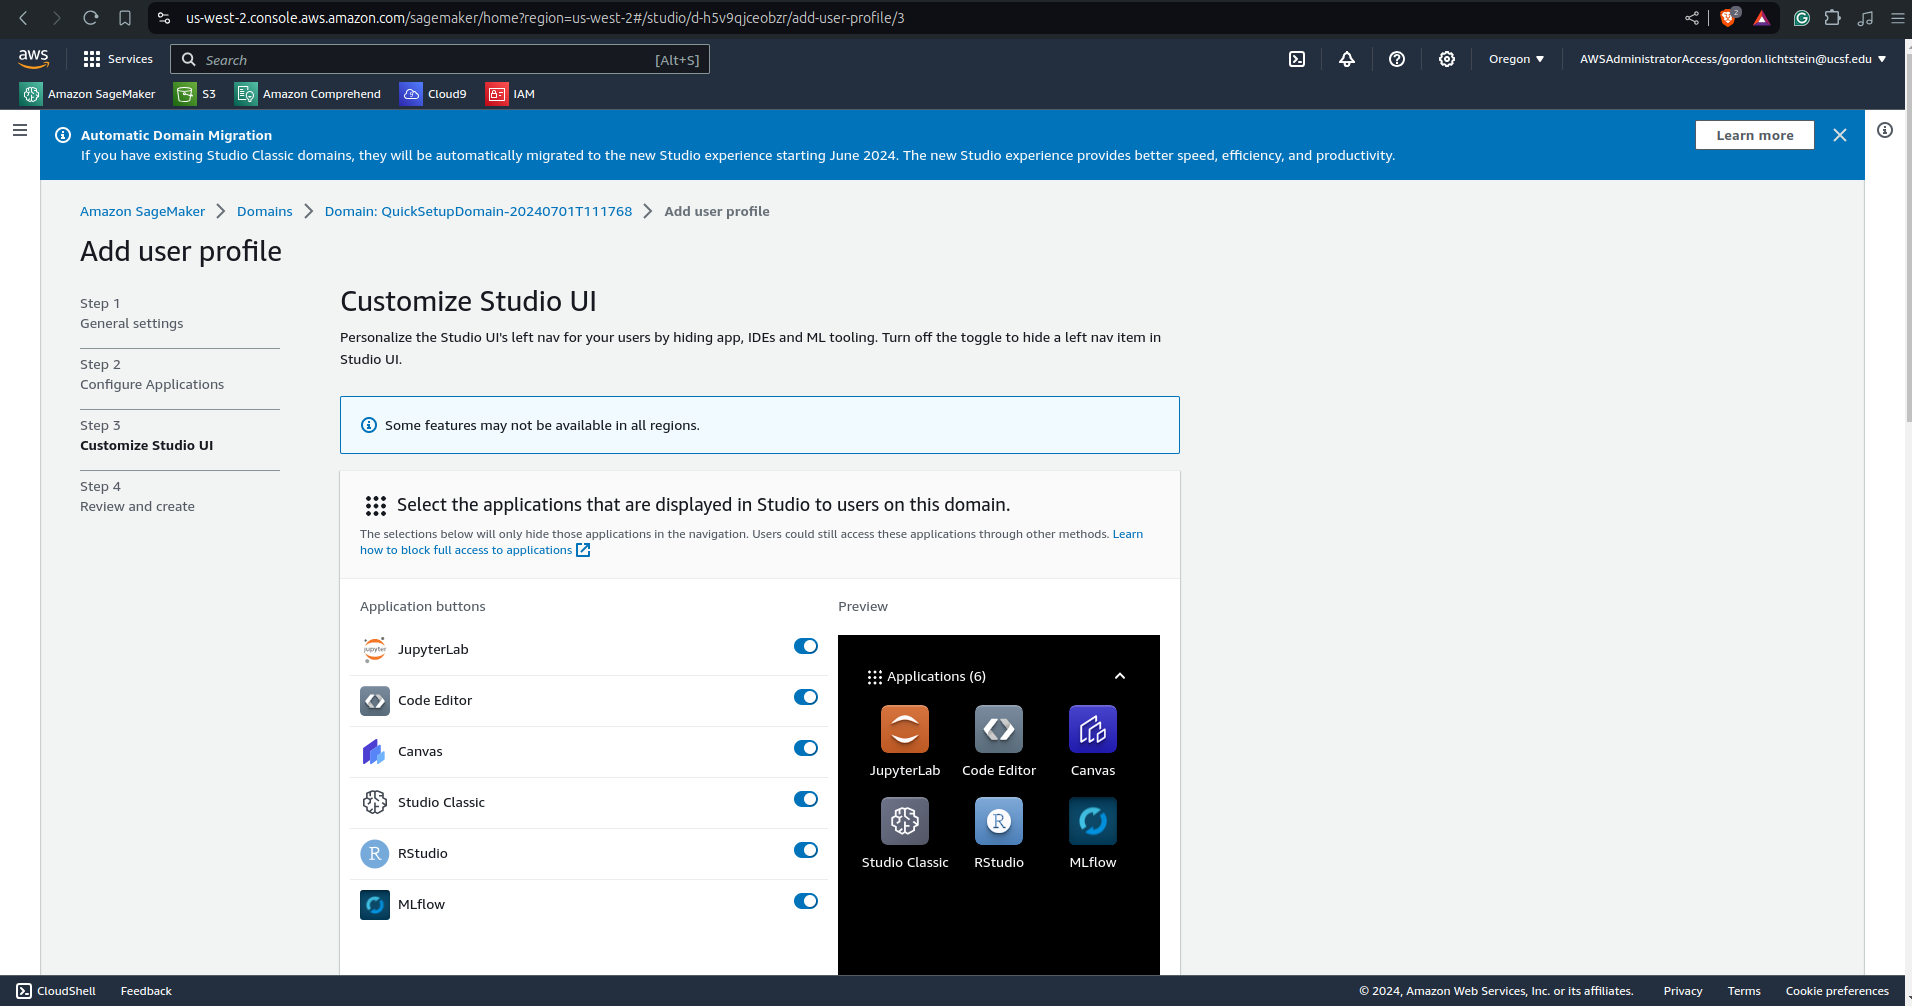 us-west-2.console.aws.amazon.com/sagemaker/home?region=us-west-2#/studio/d-h5v9qjceobzr/add-user-profile/3
2
aws
Services
Search
[Alt+S]
Oregon
AWSAdministratorAccess/gordon.lichtstein@ucsf.edu
Amazon SageMaker
S3
Amazon Comprehend
Cloud9
IAM
Automatic Domain Migration
If you have existing Studio Classic domains, they will be automatically migrated to the new Studio experience starting June 2024. The new Studio experience provides better speed, efficiency, and productivity.
Learn more
Amazon SageMaker
Domains
Domain: QuickSetupDomain-20240701T111768
Add user profile
Add user profile
Step 1
General settings
Step 2
Configure Applications
Step 3
Customize Studio UI
Step 4
Review and create
Customize Studio UI
Personalize the Studio UI's left nav for your users by hiding app, IDEs and ML tooling. Turn off the toggle to hide a left nav item in
Studio UI.
Some features may not be available in all regions.
Select the applications that are displayed in Studio to users on this domain.
The selections below will only hide those applications in the navigation. Users could still access these applications through other methods. Learn
how to block full access to applications
Application buttons
jupyter
JupyterLab
Code Editor
Canvas
Studio Classic
R
RStudio
MLflow
Preview
Applications (6)
JupyterLab
Code Editor
Canvas
R
Studio Classic
RStudio
MLflow
CloudShell
Feedback
© 2024, Amazon Web Services, Inc. or its affiliates.
Privacy
Terms
Cookie preferences